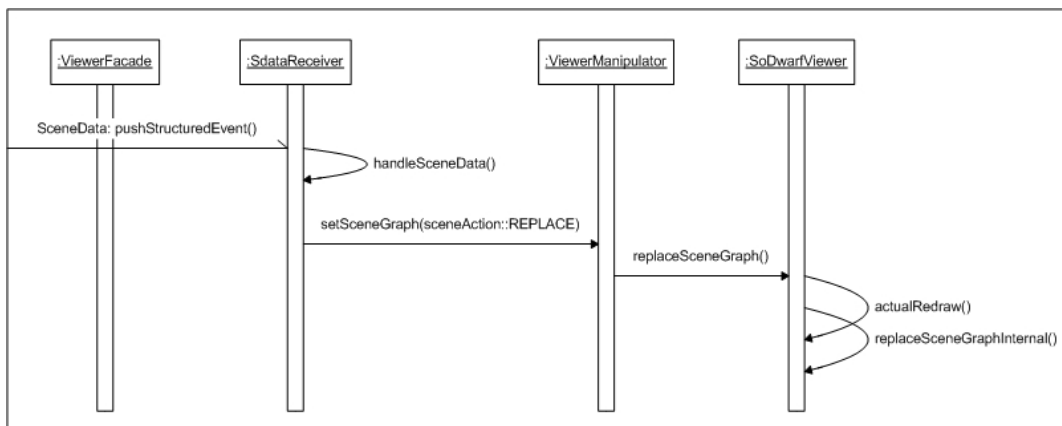 :ViewerFacade
:SdataReceiver
:ViewerManipulator
:SoDwarfViewer
SceneData: pushStructuredEvent()
handleSceneData()
setSceneGraph(sceneAction::REPLACE)
replaceSceneGraph()
actualRedraw()
replaceSceneGraphInternal()